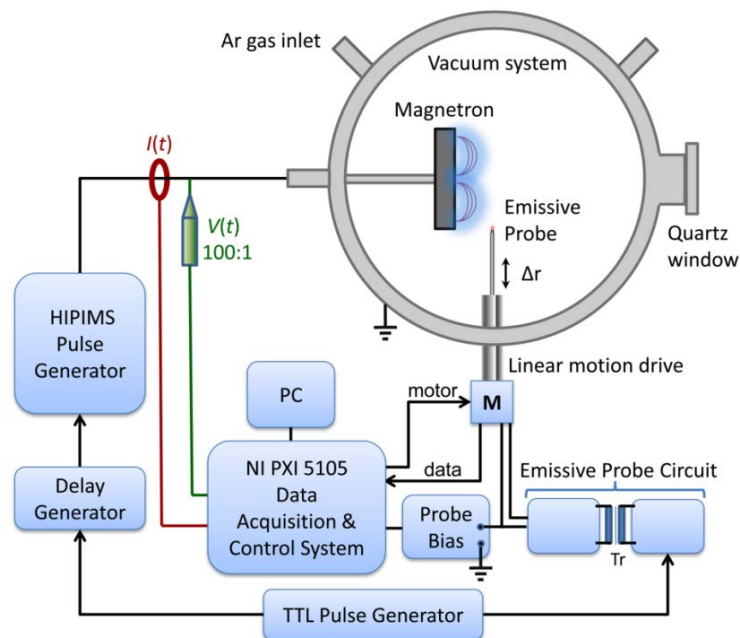 Ar gas inlet
Vacuum system
Magnetron
I(t)
V(t)
100:1
Emissive
Probe
Δr
Quartz
window
HIPIMS
Pulse
Generator
Linear motion drive
PC
motor
M
NI PXI 5105
Data
Acquisition &
Control System
data
Emissive Probe Circuit
Delay
Generator
Probe
Bias
Tr
TTL Pulse Generator